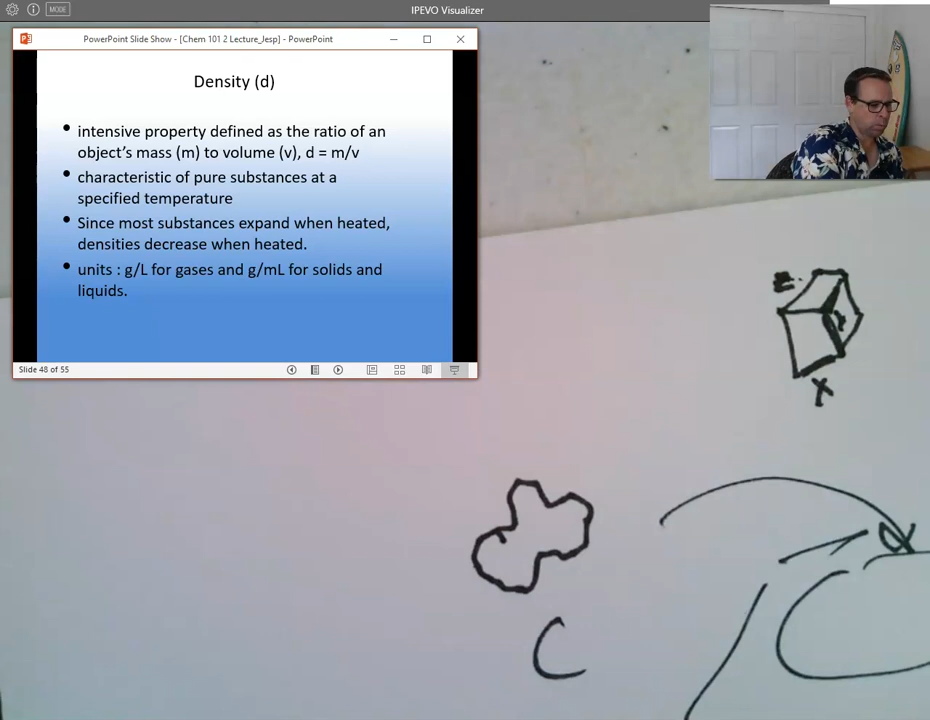 IPEVO Visualizer
MODE
PowerPoint Slide Show - [Chem 101 2 Lecture_Jesp] - PowerPoint
Density (d)
• intensive property defined as the ratio of an
object's mass (m) to volume (v), d = m/v
• characteristic of pure substances at a
specified temperature
• Since most substances expand when heated,
densities decrease when heated.
• units : g/L for gases and g/mL for solids and
liquids.
Slide 48 of 55
X
C